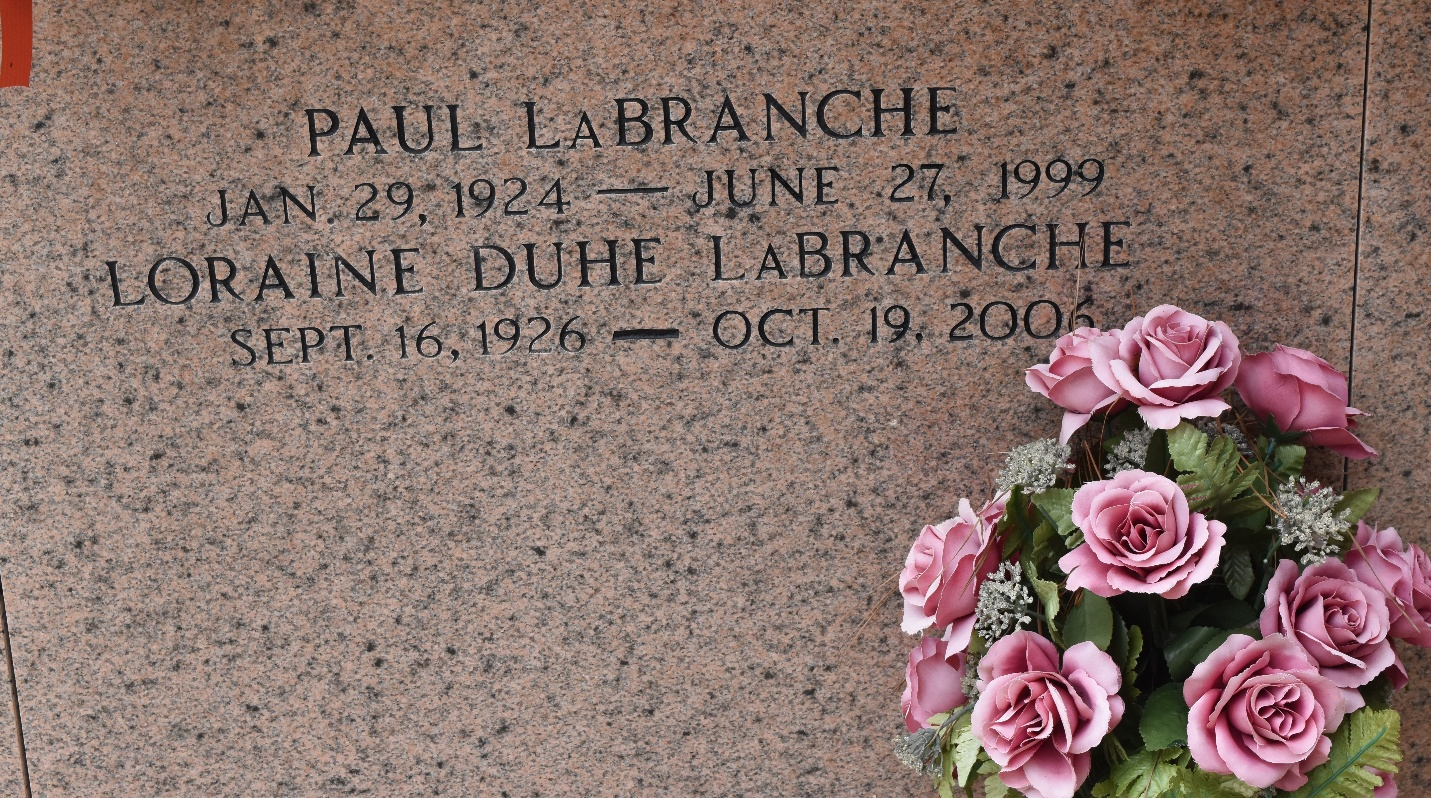 PAUL LaBRANCHE
JAN. 29, 1924 — JUNE 27, 1999
LORAINE DUHE LaBRANCHE
SEPT. 16, 1926 — OCT. 19, 2006